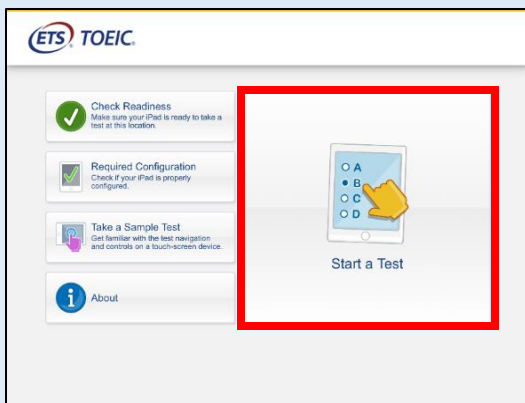 ETS® TOEIC®
Check Readiness
Make sure your iPad is ready to take a
test at this location.
Required Configuration
Check if your iPad is properly
configured.
Take a Sample Test
Get familiar with the test navigation
and controls on a touch-screen device.
i About
A
B
C
D
Start a Test